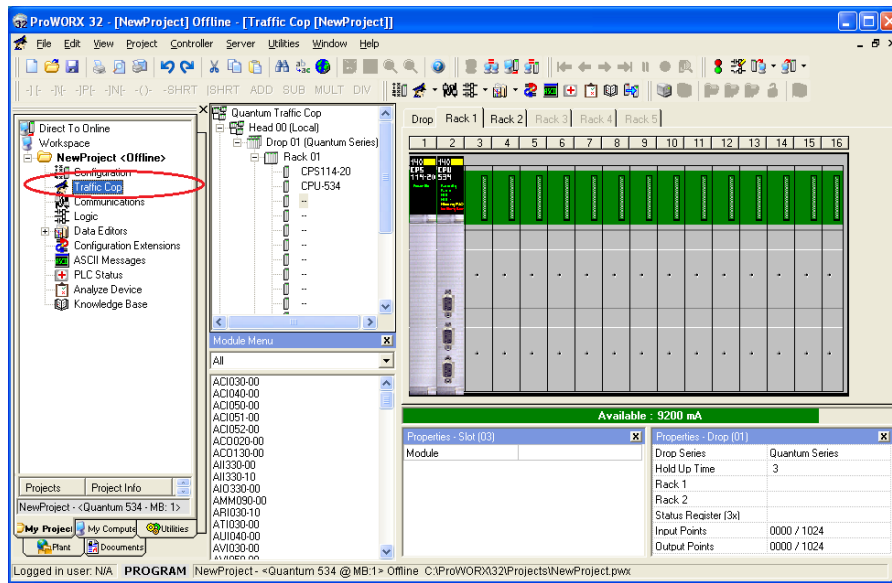 ProWORX 32 - [NewProject] Offline - [Traffic Cop [NewProject]]
File Edit View Project Controller Server Utilities Window Help
-SHRT |SHRT ADD SUB MULT DIV
Direct To Online
Workspace
NewProject <Offline>
Configuration
Traffic Cop
Communications
Logic
Data Editors
Configuration Extensions
ASCII Messages
PLC Status
Analyze Device
Knowledge Base
Projects Project Info
NewProject - <Quantum 534 - MB: 1>
My Project My Compute Utilities
Plant Documents
Quantum Traffic Cop
Head 00 (Local)
Drop 01 (Quantum Series)
Rack 01
CPS114-20
CPU-534
--
--
--
--
--
--
--
--
Module Menu
All
ACI030-00
ACI040-00
ACI050-00
ACI051-00
ACI052-00
ACO020-00
ACO130-00
AII330-00
AII330-10
AIO330-00
AMM090-00
ARI030-10
ATI030-00
AUI040-00
AVI030-00
Drop Rack 1 Rack 2 Rack 3 Rack 4 Rack 5
1 2 3 4 5 6 7 8 9 10 11 12 13 14 15 16
140 CPS 114-20
140 CPU 534
Available : 9200 mA
Properties - Slot (03)
Module
Properties - Drop (01)
Drop Series Quantum Series
Hold Up Time 3
Rack 1
Rack 2
Status Register (3x)
Input Points 0000 / 1024
Output Points 0000 / 1024
Logged in user: N/A PROGRAM NewProject - <Quantum 534 @ MB:1> Offline C:\ProWORX32\Projects\NewProject.pwx